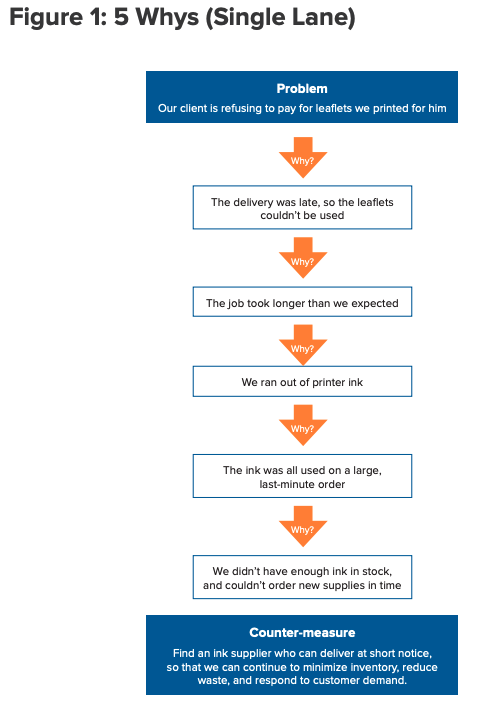 Figure 1: 5 Whys (Single Lane)
Problem
Our client is refusing to pay for leaflets we printed for him
Why?
The delivery was late, so the leaflets
couldn't be used
Why?
The job took longer than we expected
Why?
We ran out of printer ink
Why?
The ink was all used on a large,
last-minute order
Why?
We didn't have enough ink in stock,
and couldn't order new supplies in time
Counter-measure
Find an ink supplier who can deliver at short notice,
so that we can continue to minimize inventory, reduce
waste, and respond to customer demand.